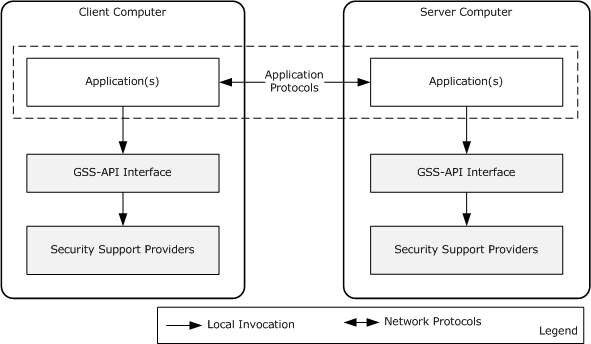 Client Computer
Server Computer
Application(s)
Application
Protocols
Application(s)
GSS-API Interface
GSS-API Interface
Security Support Providers
Security Support Providers
Local Invocation
Network Protocols
Legend